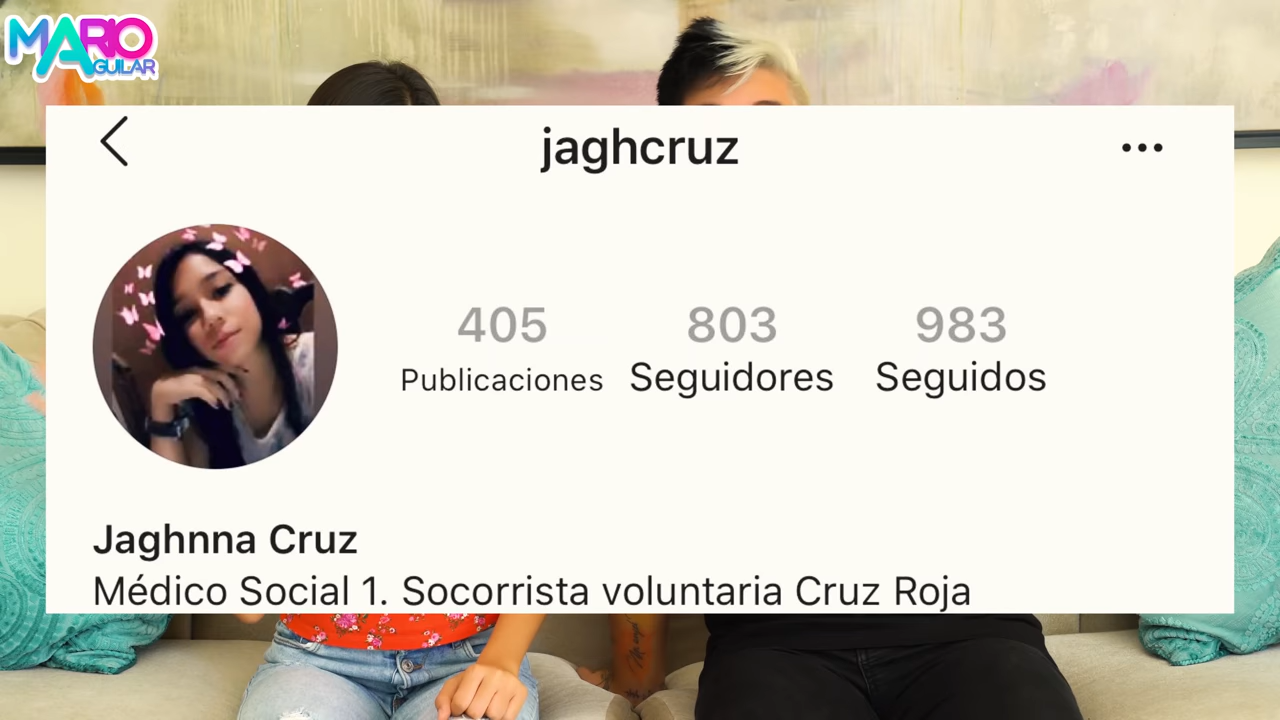 MARIO
AGUILAR
jaghcruz
405 803 983
Publicaciones Seguidores Seguidos
Jaghnna Cruz
Médico Social 1. Socorrista voluntaria Cruz Roja